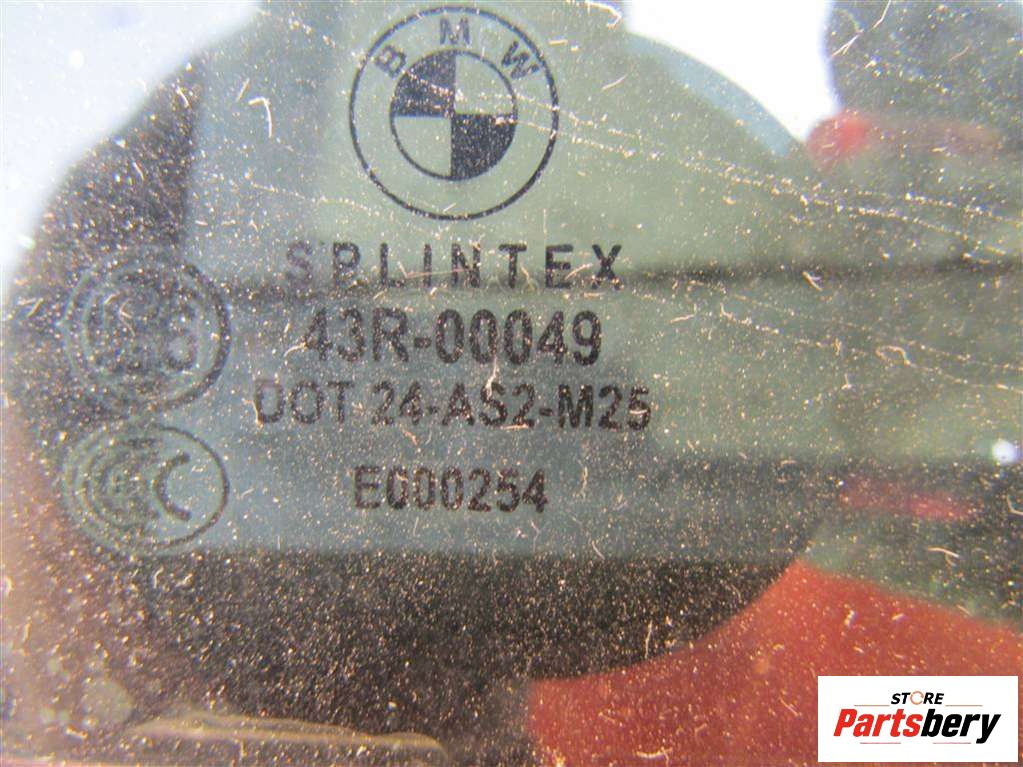 BMW
SPLINTEX
43R-00049
DOT 24-AS2-M25
E000254
STORE
Partsbery